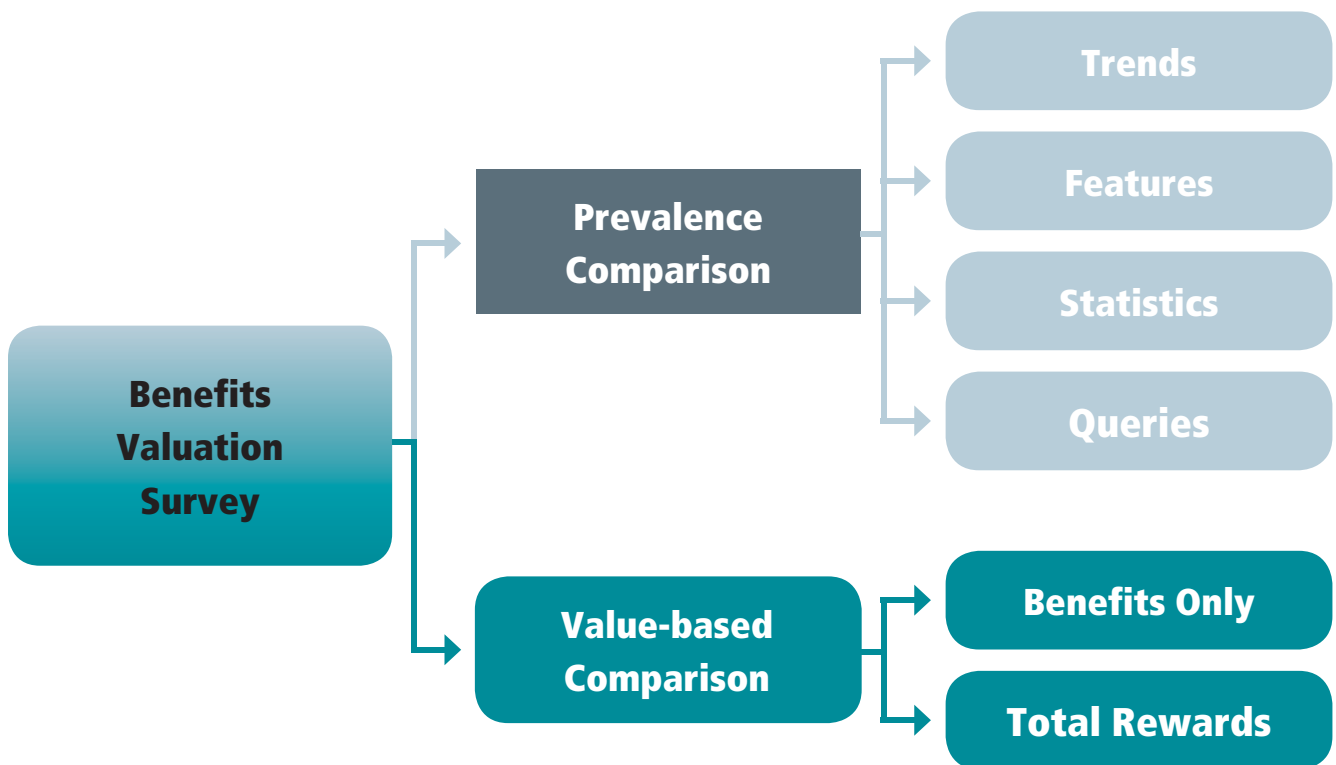 Trends
Features
Prevalence
Comparison
Statistics
Queries
Benefits
Valuation
Survey
Value-based
Comparison
Benefits Only
Total Rewards